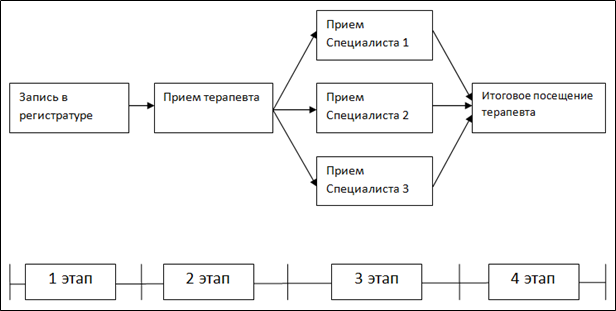 Прием
Специалиста 1
Запись в
регистратуре
Прием терапевта
Прием
Специалиста 2
Итоговое посещение
терапевта
Прием
Специалиста 3
1 этап
2 этап
3 этап
4 этап